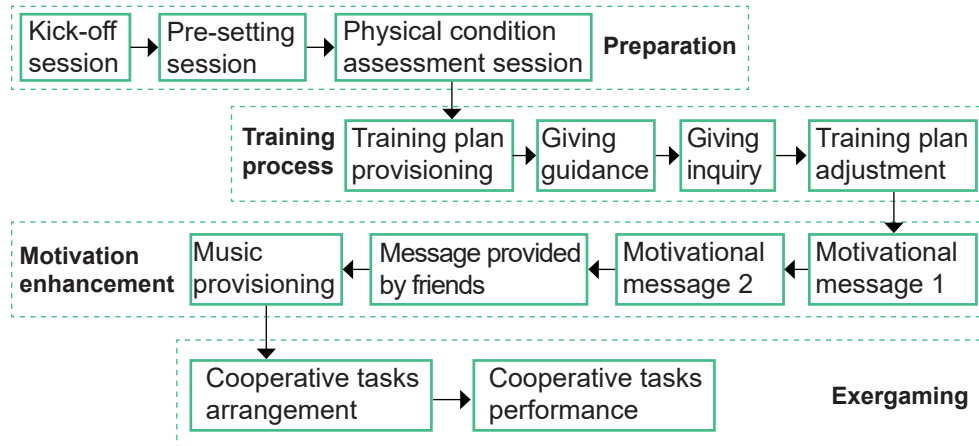 Kick-off
session
Pre-setting
session
Physical condition
assessment session
Preparation
Training
process
Training plan
provisioning
Giving
guidance
Giving
inquiry
Training plan
adjustment
Motivation
enhancement
Music
provisioning
Message provided
by friends
Motivational
message 2
Motivational
message 1
Cooperative tasks
arrangement
Cooperative tasks
performance
Exergaming